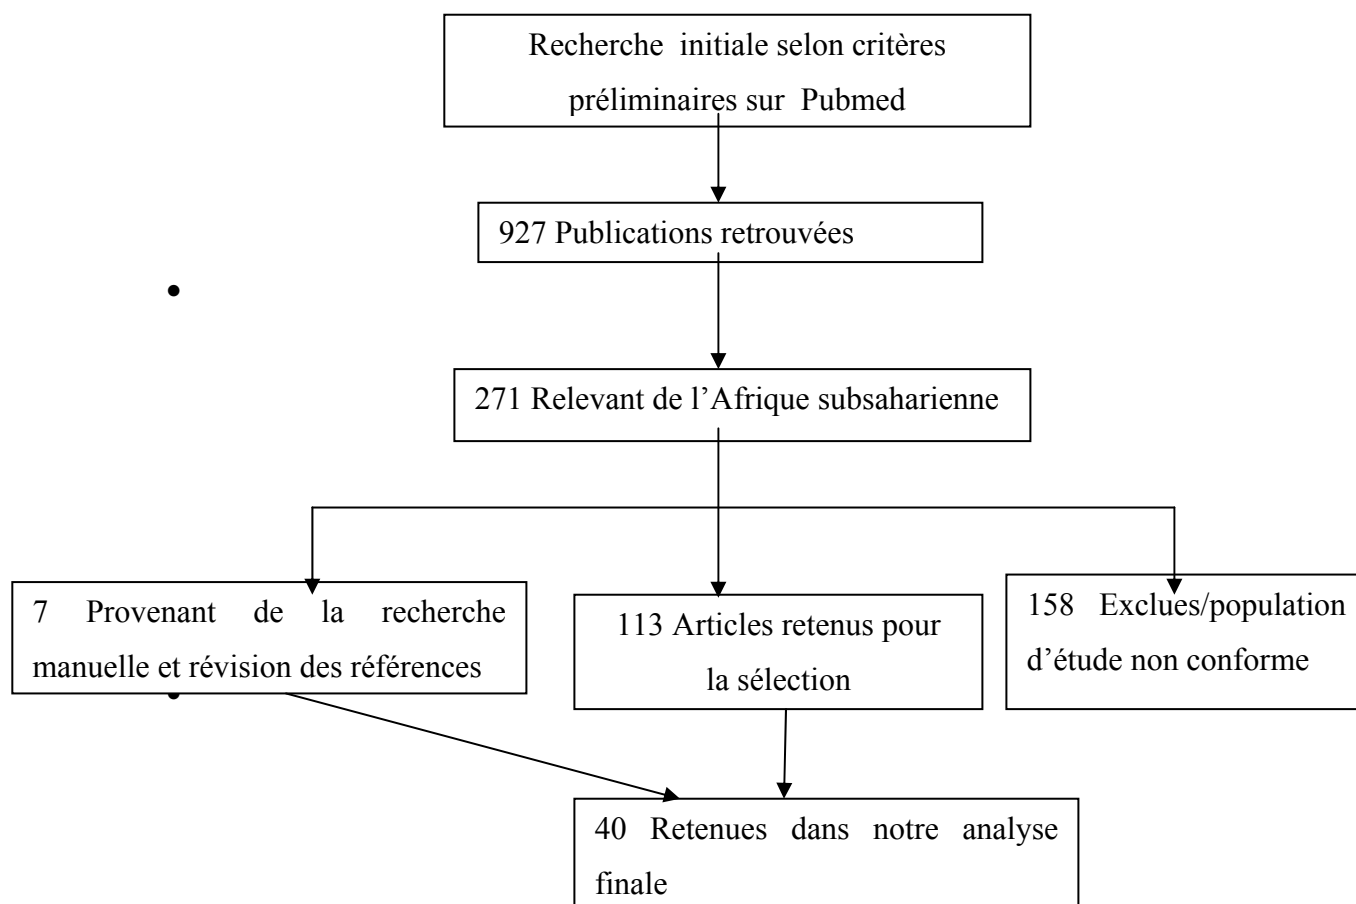 Recherche initiale selon critères
préliminaires sur Pubmed
927 Publications retrouvées
•
271 Relevant de l’Afrique subsaharienne
7 Provenant de la recherche
manuelle et révision des références
113 Articles retenus pour
la sélection
158 Exclues/population
d’étude non conforme
•
40 Retenues dans notre analyse
finale